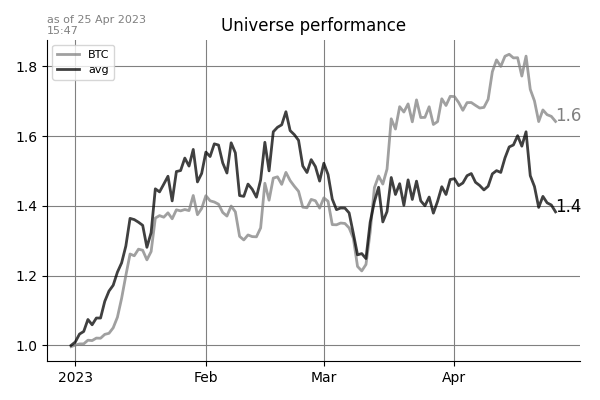 as of 25 Apr 2023
15:47
Universe performance
BTC
avg
1.8
1.6
1.4
1.2
1.0
1.6
1.4
2023
Feb
Mar
Apr